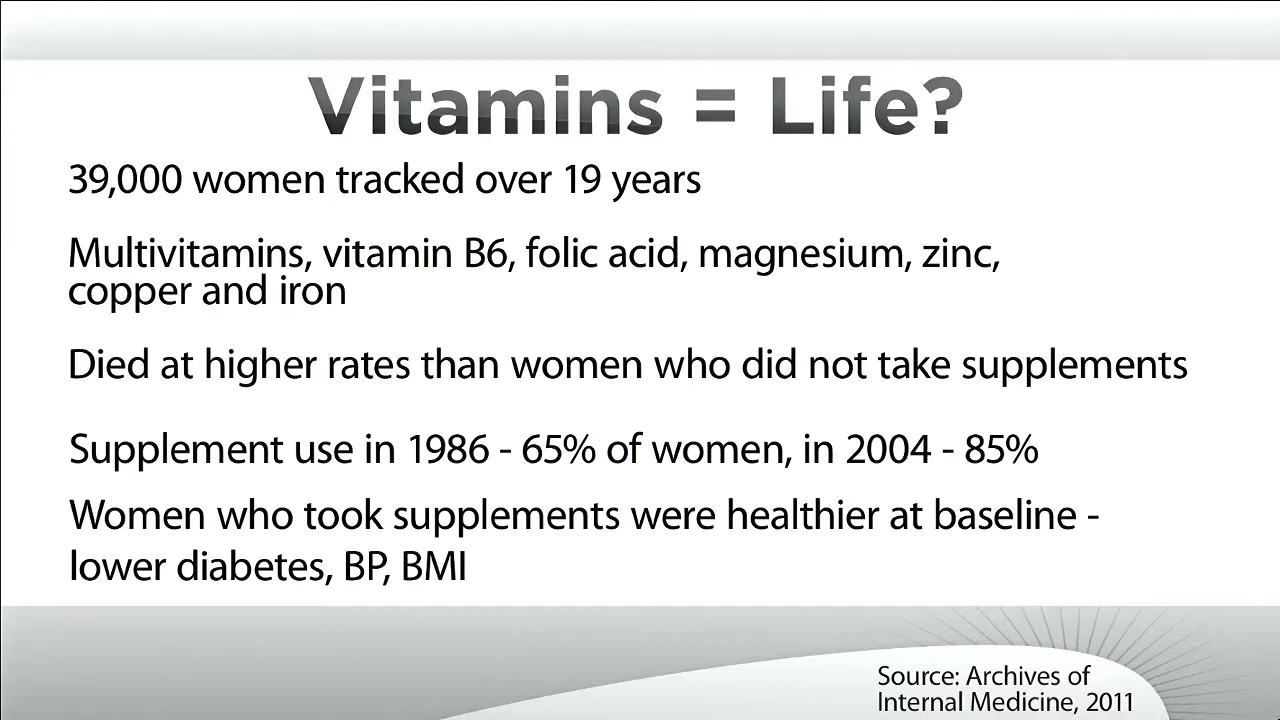 Vitamins = Life?
39,000 women tracked over 19 years
Multivitamins, vitamin B6, folic acid, magnesium, zinc,
copper and iron
Died at higher rates than women who did not take supplements
Supplement use in 1986 - 65% of women, in 2004 - 85%
Women who took supplements were healthier at baseline -
lower diabetes, BP, BMI
Source: Archives of
Internal Medicine, 2011